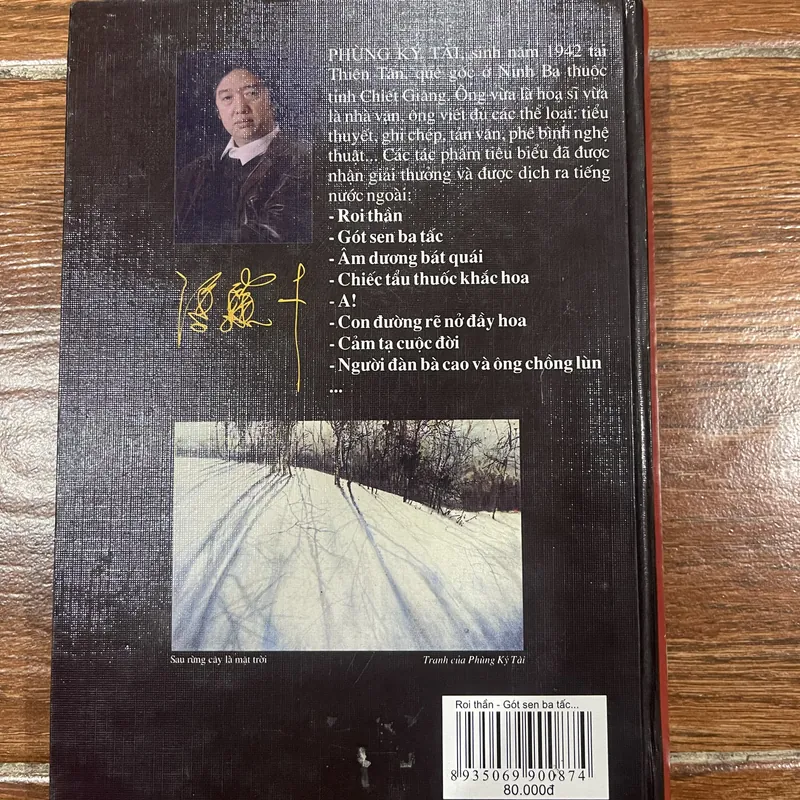 PHÙNG KÝ TÀI, sinh năm 1942 tại
Thiên Tân, quê gốc ở Ninh Ba thuộc
tỉnh Chiết Giang. Ông vừa là hoạ sĩ vừa
là nhà văn, ông viết đủ các thể loại: tiểu
thuyết, ghi chép, tản văn, phê bình nghệ
thuật... Các tác phẩm tiêu biểu đã được
nhận giải thưởng và được dịch ra tiếng
nước ngoài:
- Roi thần
- Gót sen ba tấc
- Âm dương bát quái
- Chiếc tẩu thuốc khắc hoa
- A!
- Con đường rẽ nở đầy hoa
- Cảm tạ cuộc đời
- Người đàn bà cao và ông chồng lùn
...
Sau rừng cây là mặt trời
Tranh của Phùng Ký Tài
Roi thần - Gót sen ba tấc...
8935069900874
80.000đ